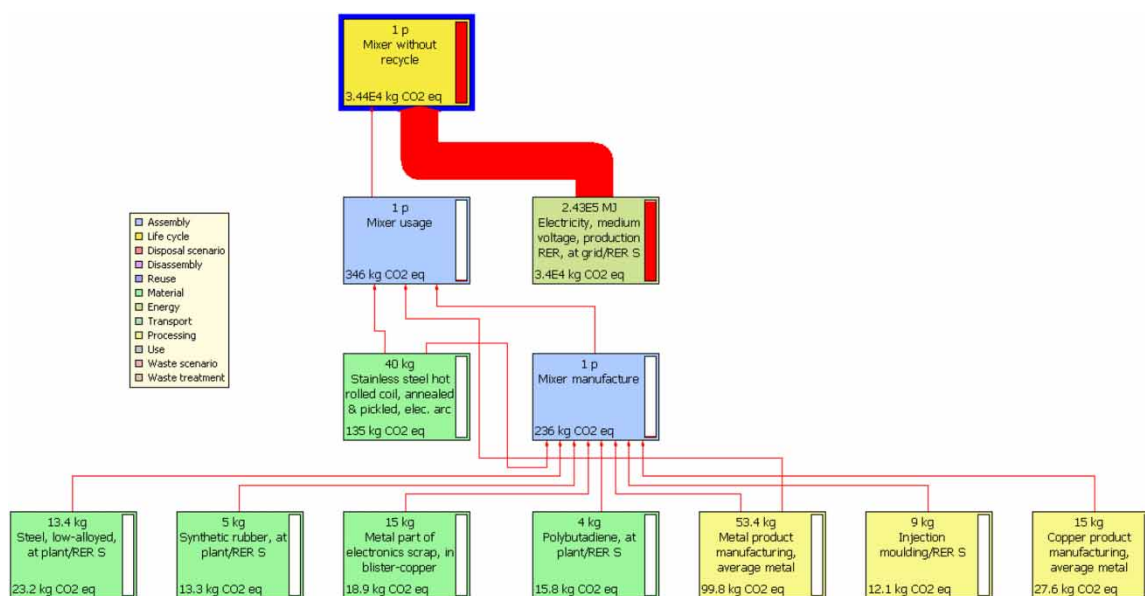 1 p
Mixer without
recycle
3.44E4 kg CO2 eq
1 p
Mixer usage
346 kg CO2 eq
2.43E5 MJ
Electricity, medium
voltage, production
RER, at grid/RER S
3.4E4 kg CO2 eq
Assembly
Life cycle
Disposal scenario
Disassembly
Reuse
Material
Energy
Transport
Processing
Use
Waste scenario
Waste treatment
40 kg
Stainless steel hot
rolled coil, annealed
& pickled, elec. arc
135 kg CO2 eq
1 p
Mixer manufacture
236 kg CO2 eq
13.4 kg
Steel, low-alloyed,
at plant/RER S
23.2 kg CO2 eq
5 kg
Synthetic rubber, at
plant/RER S
13.3 kg CO2 eq
15 kg
Metal part of
electronics scrap, in
blister-copper
18.9 kg CO2 eq
4 kg
Polybutadiene, at
plant/RER S
15.8 kg CO2 eq
53.4 kg
Metal product
manufacturing,
average metal
99.8 kg CO2 eq
9 kg
Injection
moulding/RER S
12.1 kg CO2 eq
15 kg
Copper product
manufacturing,
average metal
27.6 kg CO2 eq